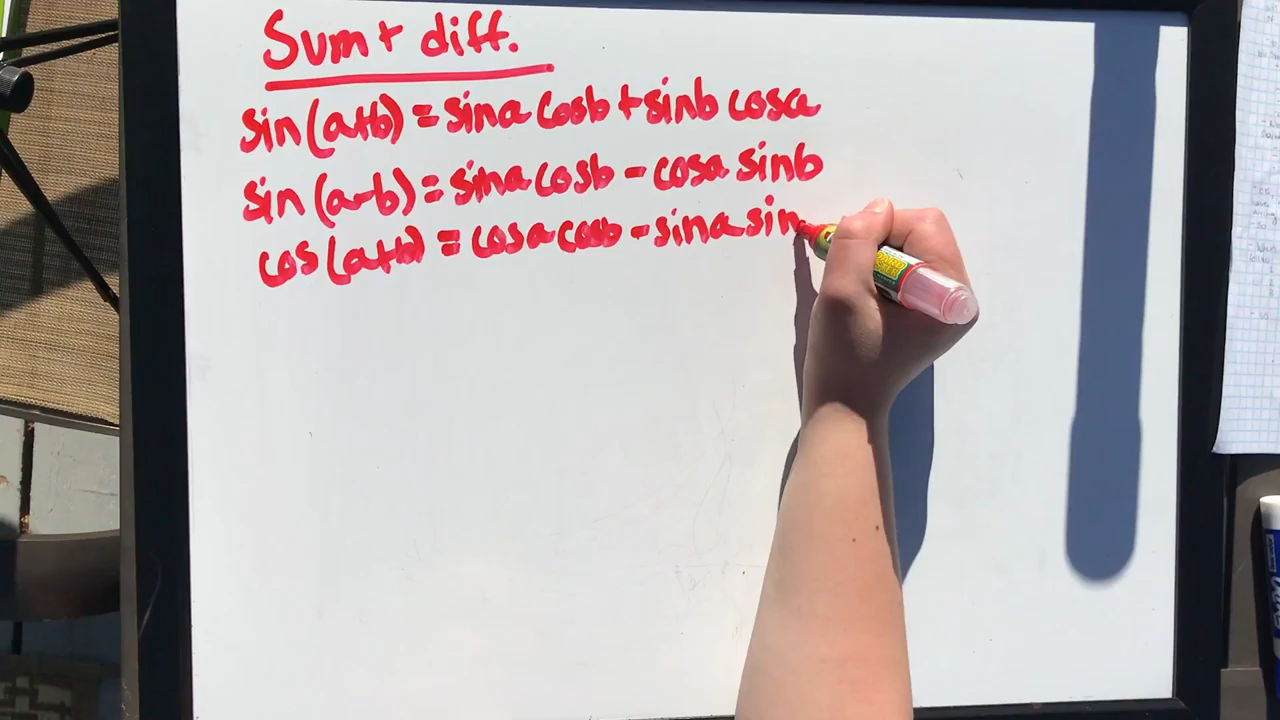 Sum + diff.
sin(a+b) = sina cosb + sinb cosa
sin(a-b) = sina cosb - cosa sinb
cos(a+b) = cosa cosb - sina sin